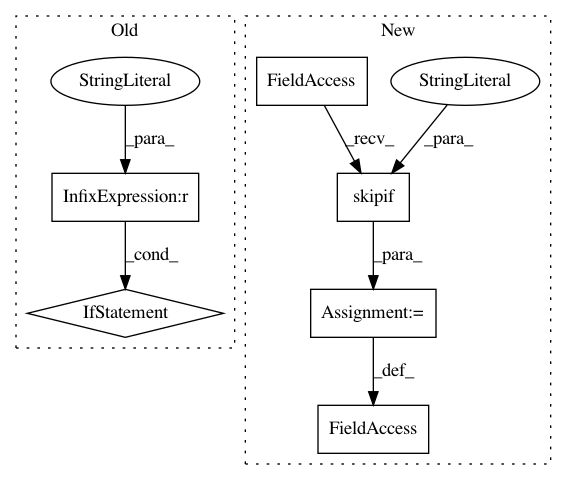 Old
StringLiteral
_para_
InfixExpression:r
_cond_
IfStatement
New
FieldAccess
StringLiteral
_recv_
_para_
skipif
_para_
Assignment:=
_def_
FieldAccess